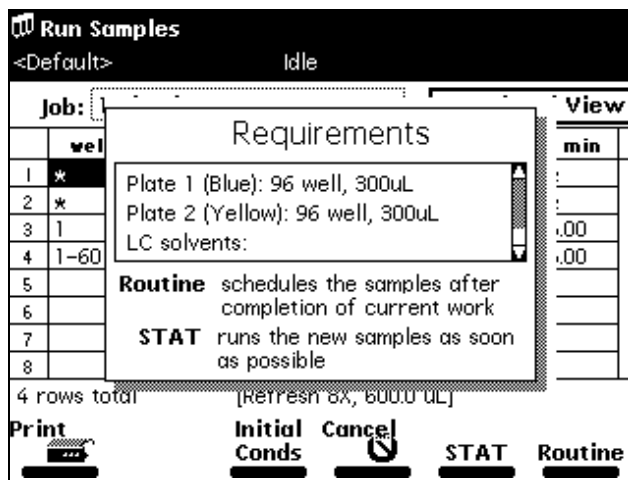 Run Samples
<Default> Idle
Job: View
wel min
1 *
2 *
3 1 .00
4 1-60 .00
5
6
7
8
Requirements
Plate 1 (Blue): 96 well, 300uL
Plate 2 (Yellow): 96 well, 300uL
LC solvents:
Routine schedules the samples after
completion of current work
STAT runs the new samples as soon
as possible
4 rows total [Refresh 8X, 600.0 uL]
Print Initial Conds Cancel STAT Routine